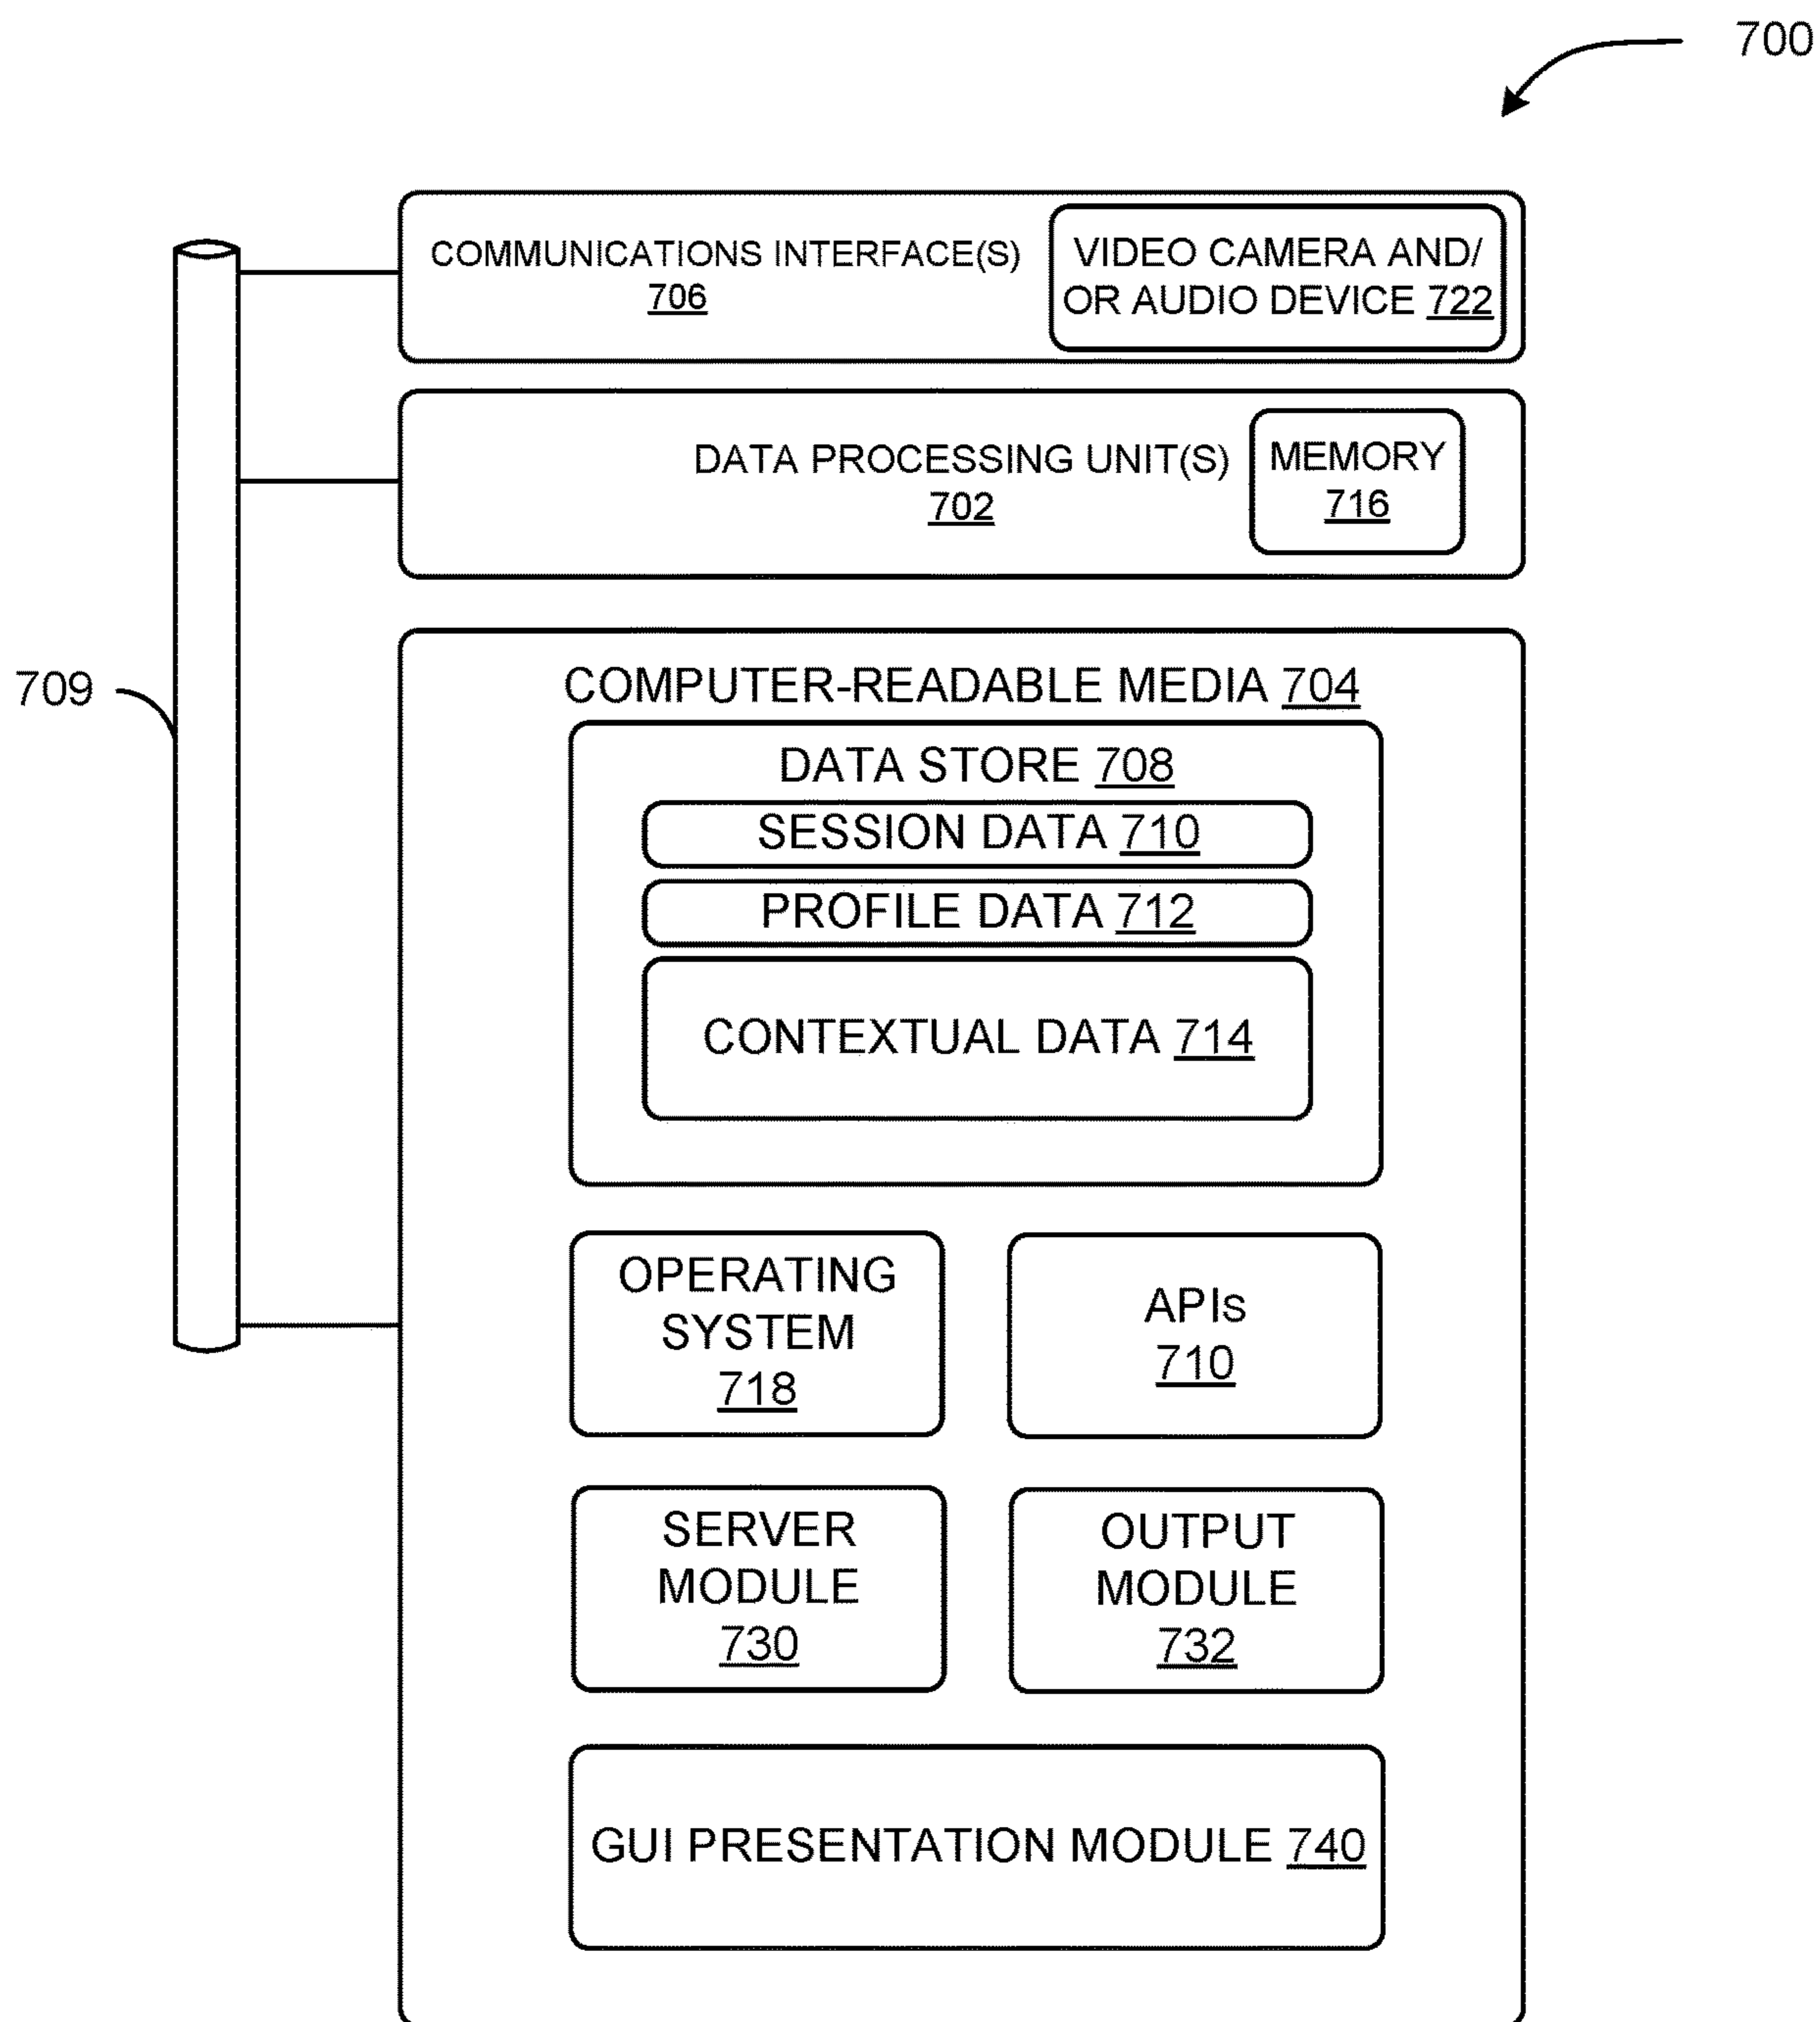 700
COMMUNICATIONS INTERFACE(S)
706
VIDEO CAMERA AND/
OR AUDIO DEVICE 722
DATA PROCESSING UNIT(S)
702
MEMORY
716
709
COMPUTER-READABLE MEDIA 704
DATA STORE 708
SESSION DATA 710
PROFILE DATA 712
CONTEXTUAL DATA 714
OPERATING
SYSTEM
718
APIs
710
SERVER
MODULE
730
OUTPUT
MODULE
732
GUI PRESENTATION MODULE 740